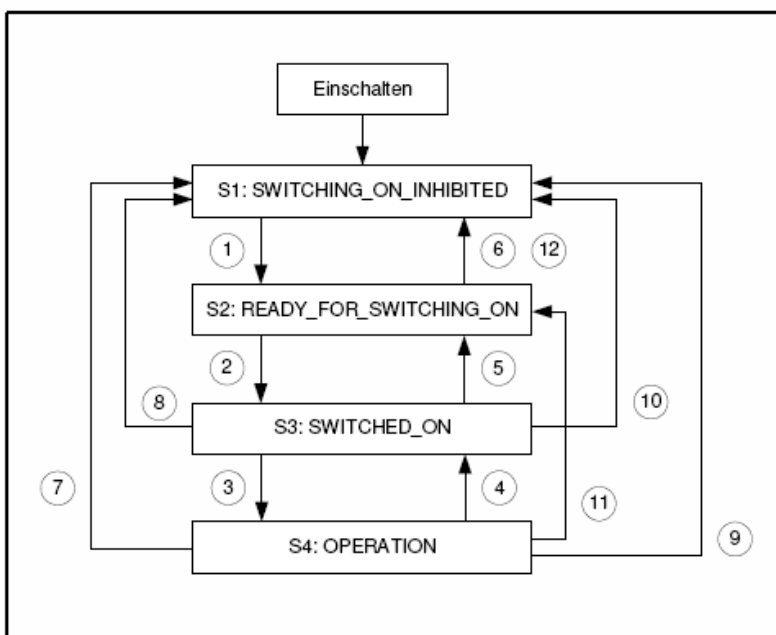 Einschalten
S1: SWITCHING_ON_INHIBITED
1
6
12
S2: READY_FOR_SWITCHING_ON
2
5
8
10
S3: SWITCHED_ON
7
3
4
11
9
S4: OPERATION